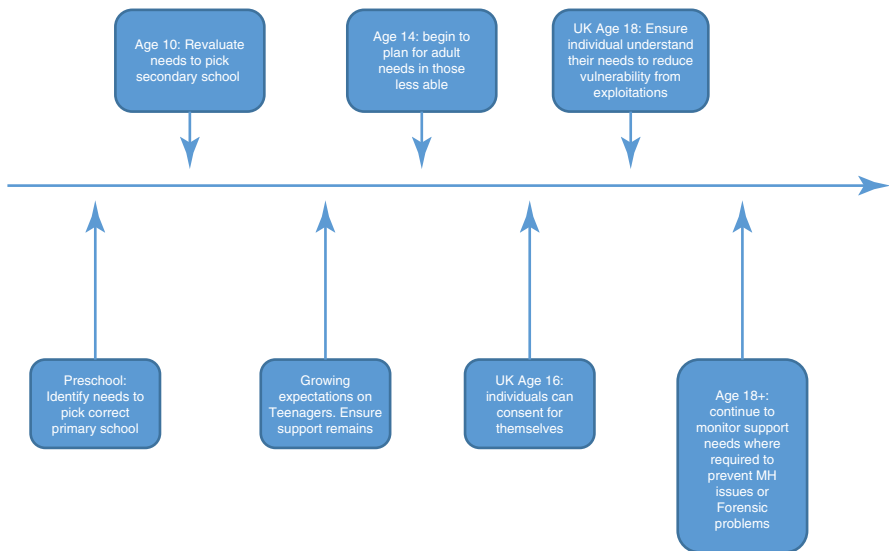 Age 10: Revaluate
needs to pick
secondary school
Age 14: begin to
plan for adult
needs in those
less able
UK Age 18: Ensure
individual understand
their needs to reduce
vulnerability from
exploitations
Preschool:
Identify needs to
pick correct
primary school
Growing
expectations on
Teenagers. Ensure
support remains
UK Age 16:
individuals can
consent for
themselves
Age 18+:
continue to
monitor support
needs where
required to
prevent MH
issues or
Forensic
problems